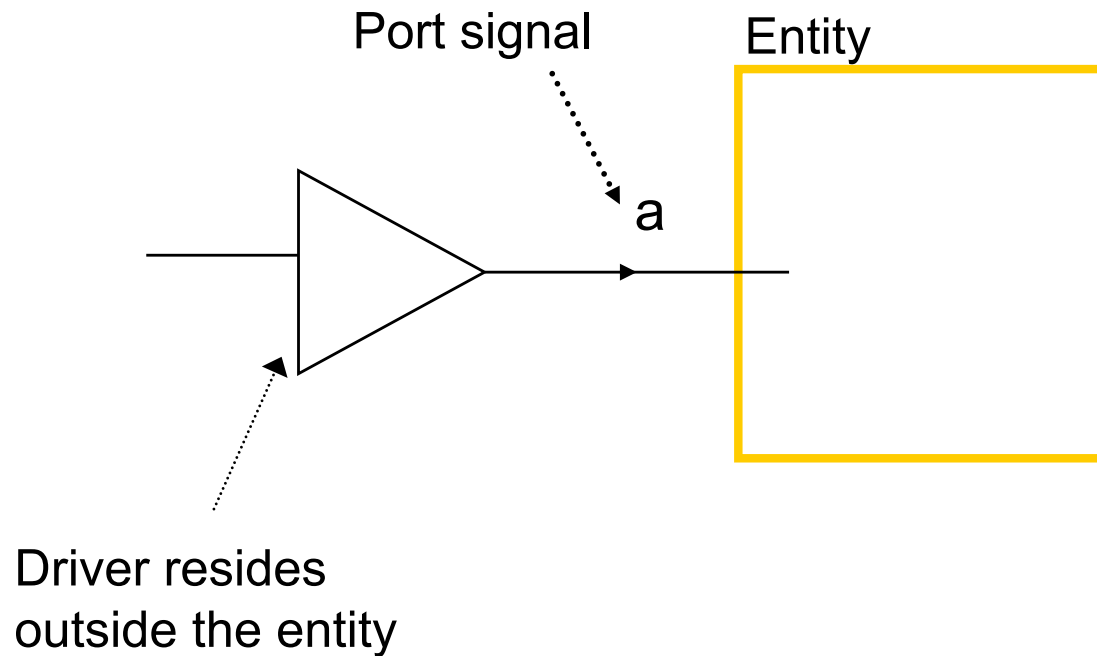 Port signal
Entity
a
Driver resides
outside the entity